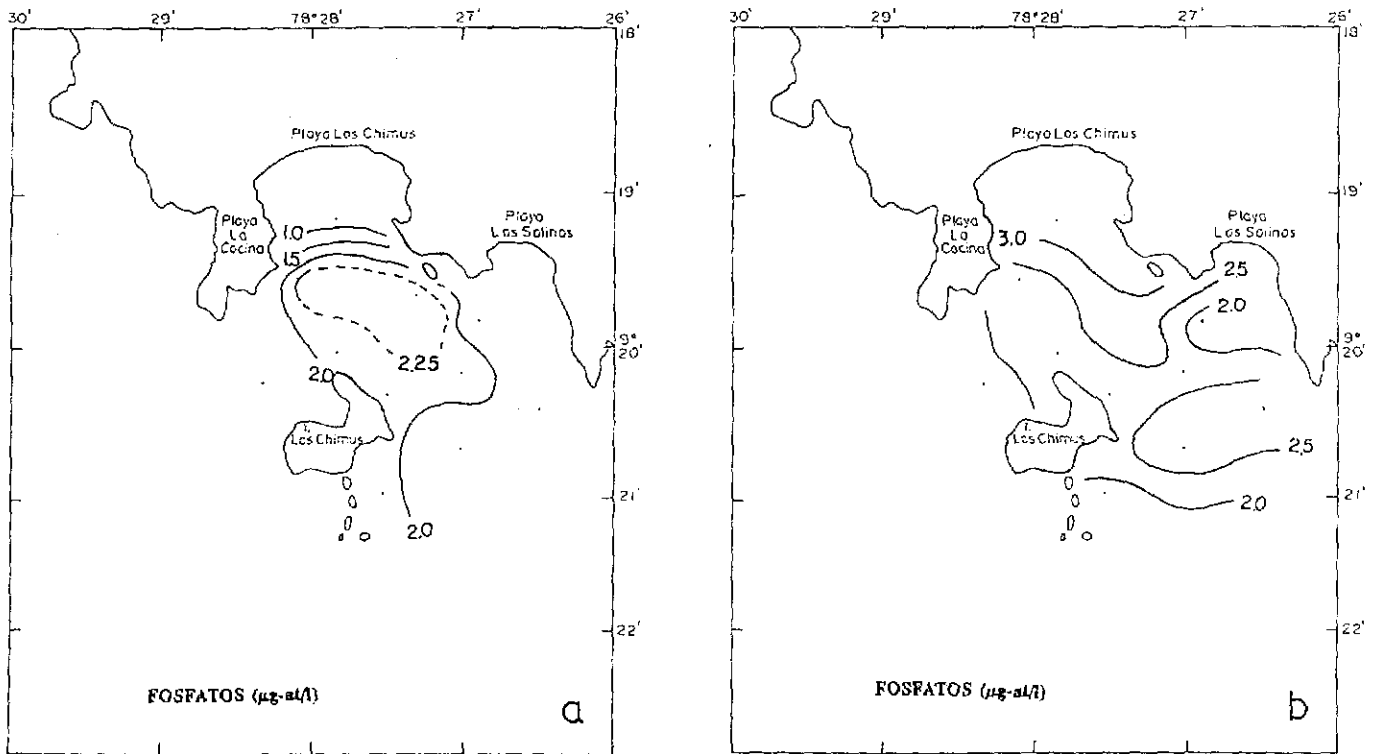 30' 29' 78°28' 27' 26'
18'
Playa Los Chimus
19'
Playa
La
Cocina
Playa
Las Salinas
1.0
1.5
2.25
2.0
9°
20'
I.
Los Chimus
21'
2.0
22'
FOSFATOS (µg-at/l)
a
30' 29' 78°28' 27' 26'
18'
Playa Los Chimus
19'
Playa
La
Cocina
Playa
Las Salinas
3.0
2.5
2.0
9°
20'
I.
Los Chimus
2.5
21'
2.0
22'
FOSFATOS (µg-at/l)
b